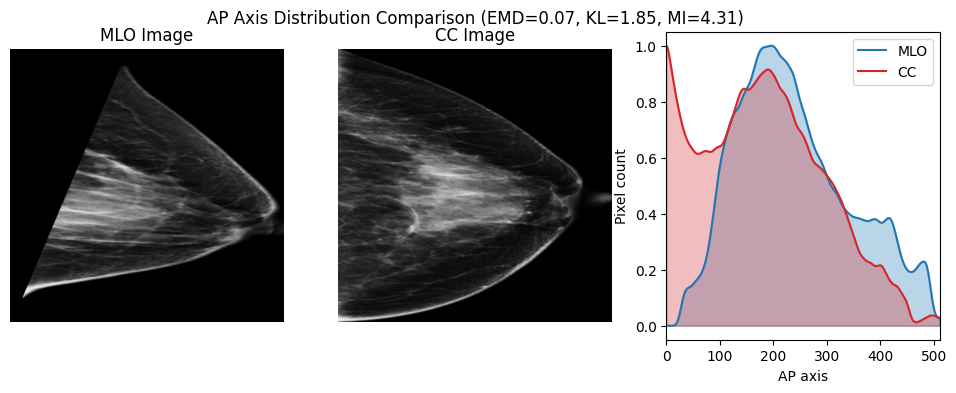 AP Axis Distribution Comparison (EMD=0.07, KL=1.85, MI=4.31)
MLO Image
CC Image
MLO
CC
Pixel count
1.0
0.8
0.6
0.4
0.2
0.0
0 100 200 300 400 500
AP axis